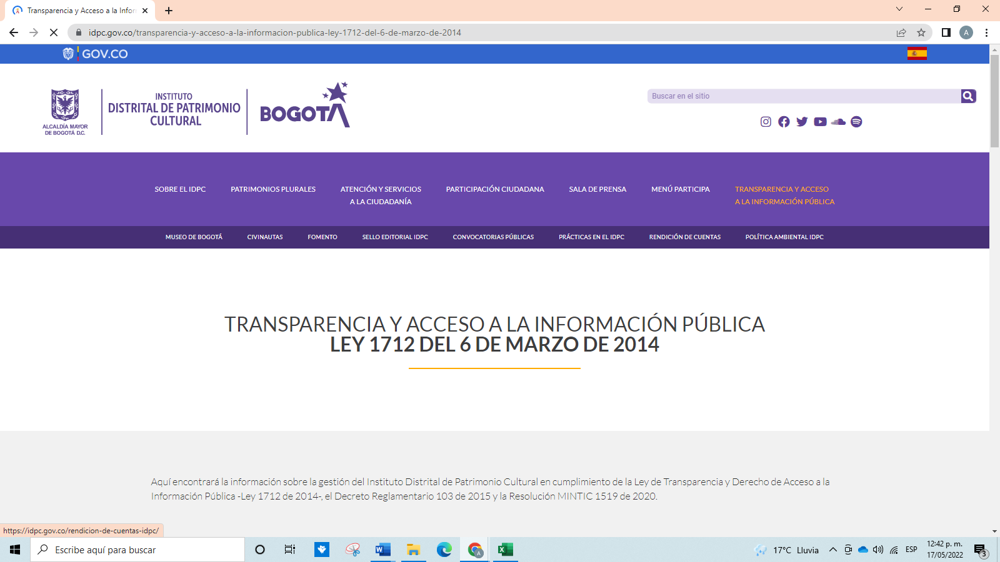 Transparencia y Acceso a la Infor
idpc.gov.co/transparencia-y-acceso-a-la-informacion-publica-ley-1712-del-6-de-marzo-de-2014
A
GOV.CO
ALCALDÍA MAYOR
DE BOGOTÁ D.C.
INSTITUTO
DISTRITAL DE PATRIMONIO
CULTURAL
BOGOTÁ
Buscar en el sitio
SOBRE EL IDPC
PATRIMONIOS PLURALES
ATENCIÓN Y SERVICIOS
A LA CIUDADANÍA
PARTICIPACIÓN CIUDADANA
SALA DE PRENSA
MENÚ PARTICIPA
TRANSPARENCIA Y ACCESO
A LA INFORMACIÓN PÚBLICA
MUSEO DE BOGOTÁ
CIVINAUTAS
FOMENTO
SELLO EDITORIAL IDPC
CONVOCATORIAS PÚBLICAS
PRÁCTICAS EN EL IDPC
RENDICIÓN DE CUENTAS
POLÍTICA AMBIENTAL IDPC
TRANSPARENCIA Y ACCESO A LA INFORMACIÓN PÚBLICA
LEY 1712 DEL 6 DE MARZO DE 2014
Aquí encontrará la información sobre la gestión del Instituto Distrital de Patrimonio Cultural en cumplimiento de la Ley de Transparencia y Derecho de Acceso a la
Información Pública -Ley 1712 de 2014-, el Decreto Reglamentario 103 de 2015 y la Resolución MINTIC 1519 de 2020.
https://idpc.gov.co/rendicion-de-cuentas-idpc/
Escribe aquí para buscar
17°C Lluvia
ESP
12:42 p. m.
17/05/2022
3